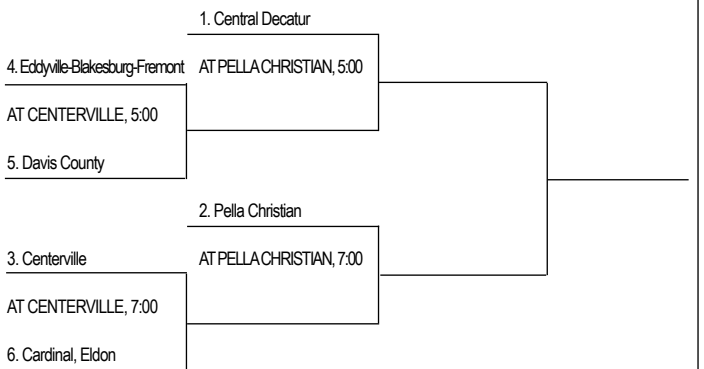 1. Central Decatur
4. Eddyville-Blakesburg-Fremont
AT PELLA CHRISTIAN, 5:00
AT CENTERVILLE, 5:00
5. Davis County
2. Pella Christian
3. Centerville
AT PELLA CHRISTIAN, 7:00
AT CENTERVILLE, 7:00
6. Cardinal, Eldon